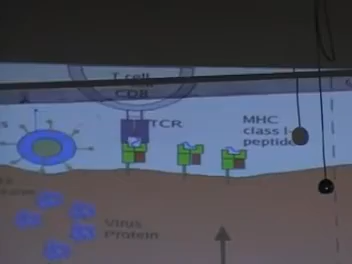 T cell
CD8
TCR
MHC
class I-
peptide
Virus
Protein